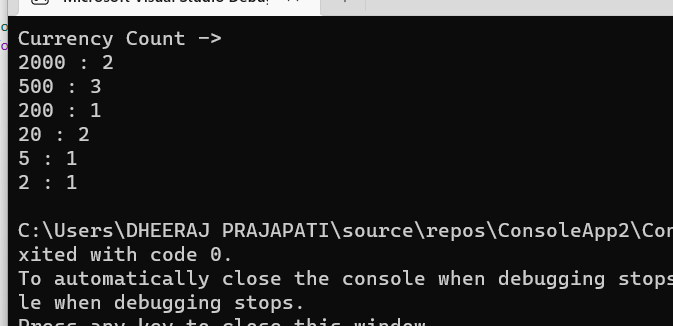 Microsoft Visual Studio Debu
Currency Count ->
2000 : 2
500 : 3
200 : 1
20 : 2
5 : 1
2 : 1
C:\Users\DHEERAJ PRAJAPATI\source\repos\ConsoleApp2\Con
xited with code 0.
To automatically close the console when debugging stops
le when debugging stops.
Press any key to close this window